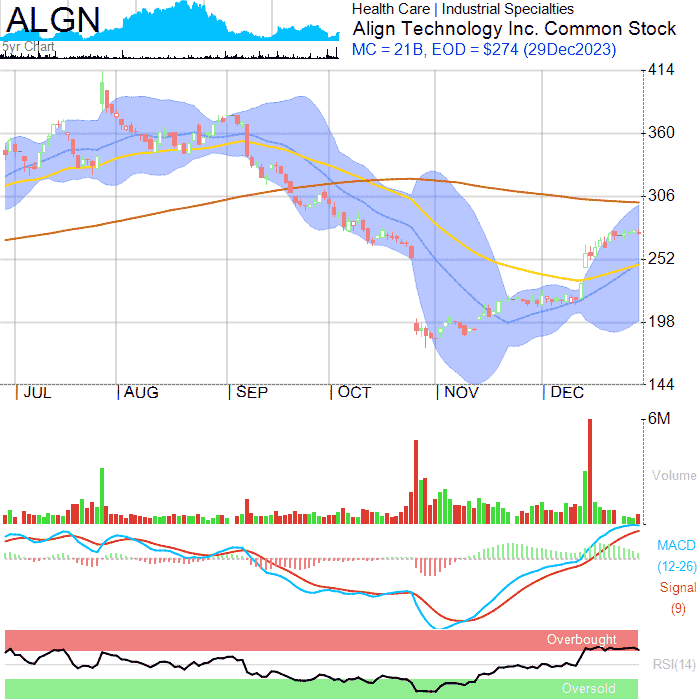 ALGN
5yr Chart
Health Care | Industrial Specialties
Align Technology Inc. Common Stock
MC = 21B, EOD = $274 (29Dec2023)
414
360
306
252
198
144
JUL
AUG
SEP
OCT
NOV
DEC
6M
Volume
MACD
(12-26)
Signal
(9)
Overbought
RSI(14)
Oversold